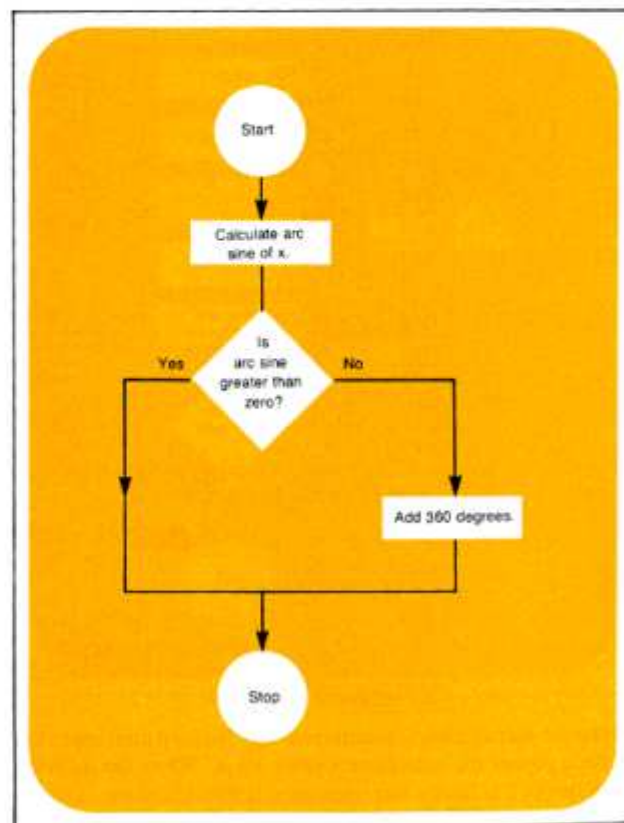 Start
Calculate arc
sine of x.
Is
arc sine
greater than
zero?
Yes
No
Add 360 degrees.
Stop